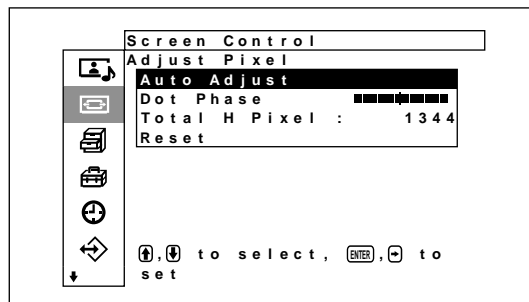 Screen Control
Adjust Pixel
Auto Adjust
Dot Phase
Total H Pixel : 1344
Reset
, to select, ENTER, to
set